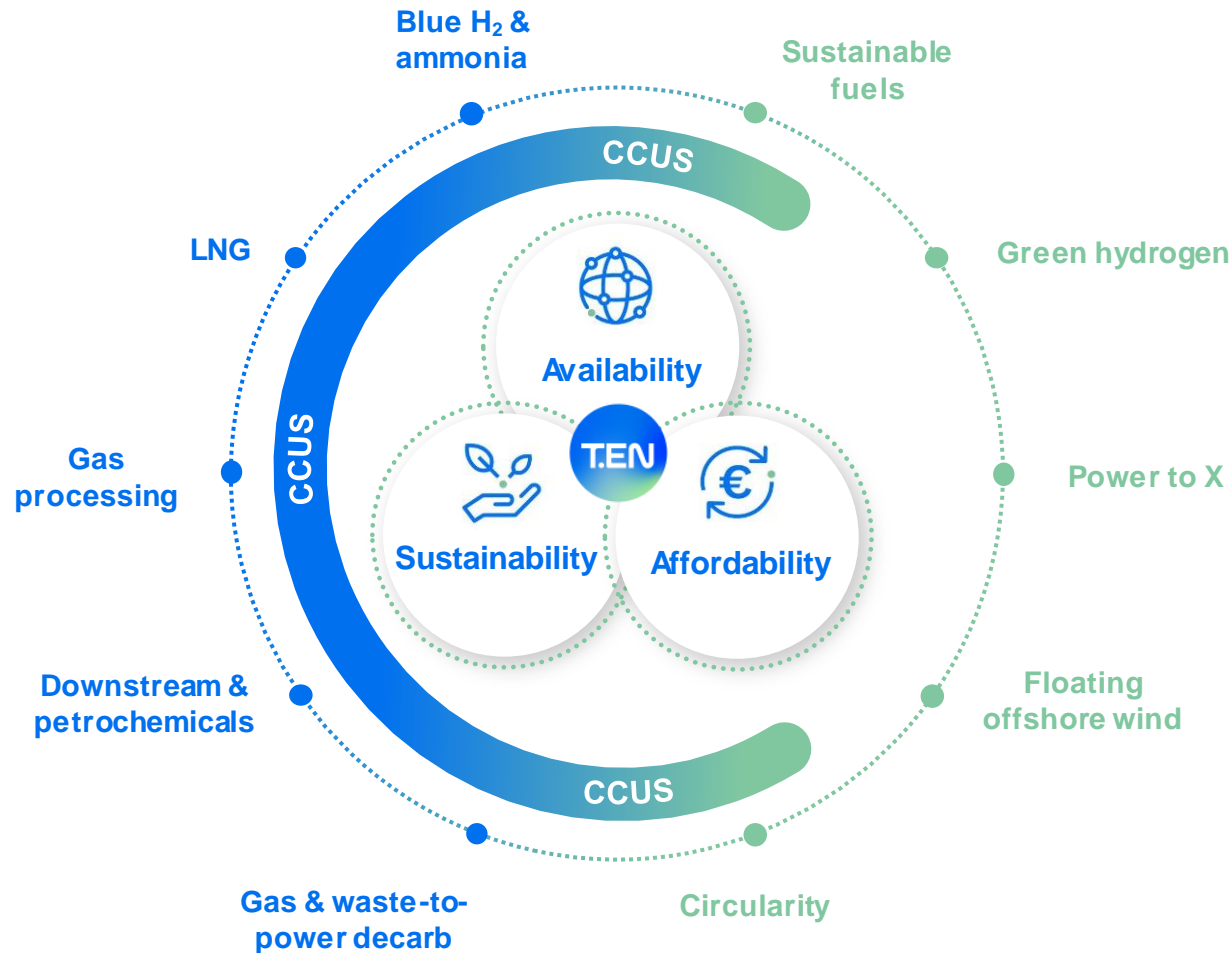 Blue H₂ &
ammonia
Sustainable
fuels
CCUS
LNG
Green hydrogen
Availability
CCUS
T.EN
Gas
processing
€
Power to X
Sustainability
Affordability
Downstream &
petrochemicals
Floating
offshore wind
CCUS
Gas & waste-to-
power decarb
Circularity